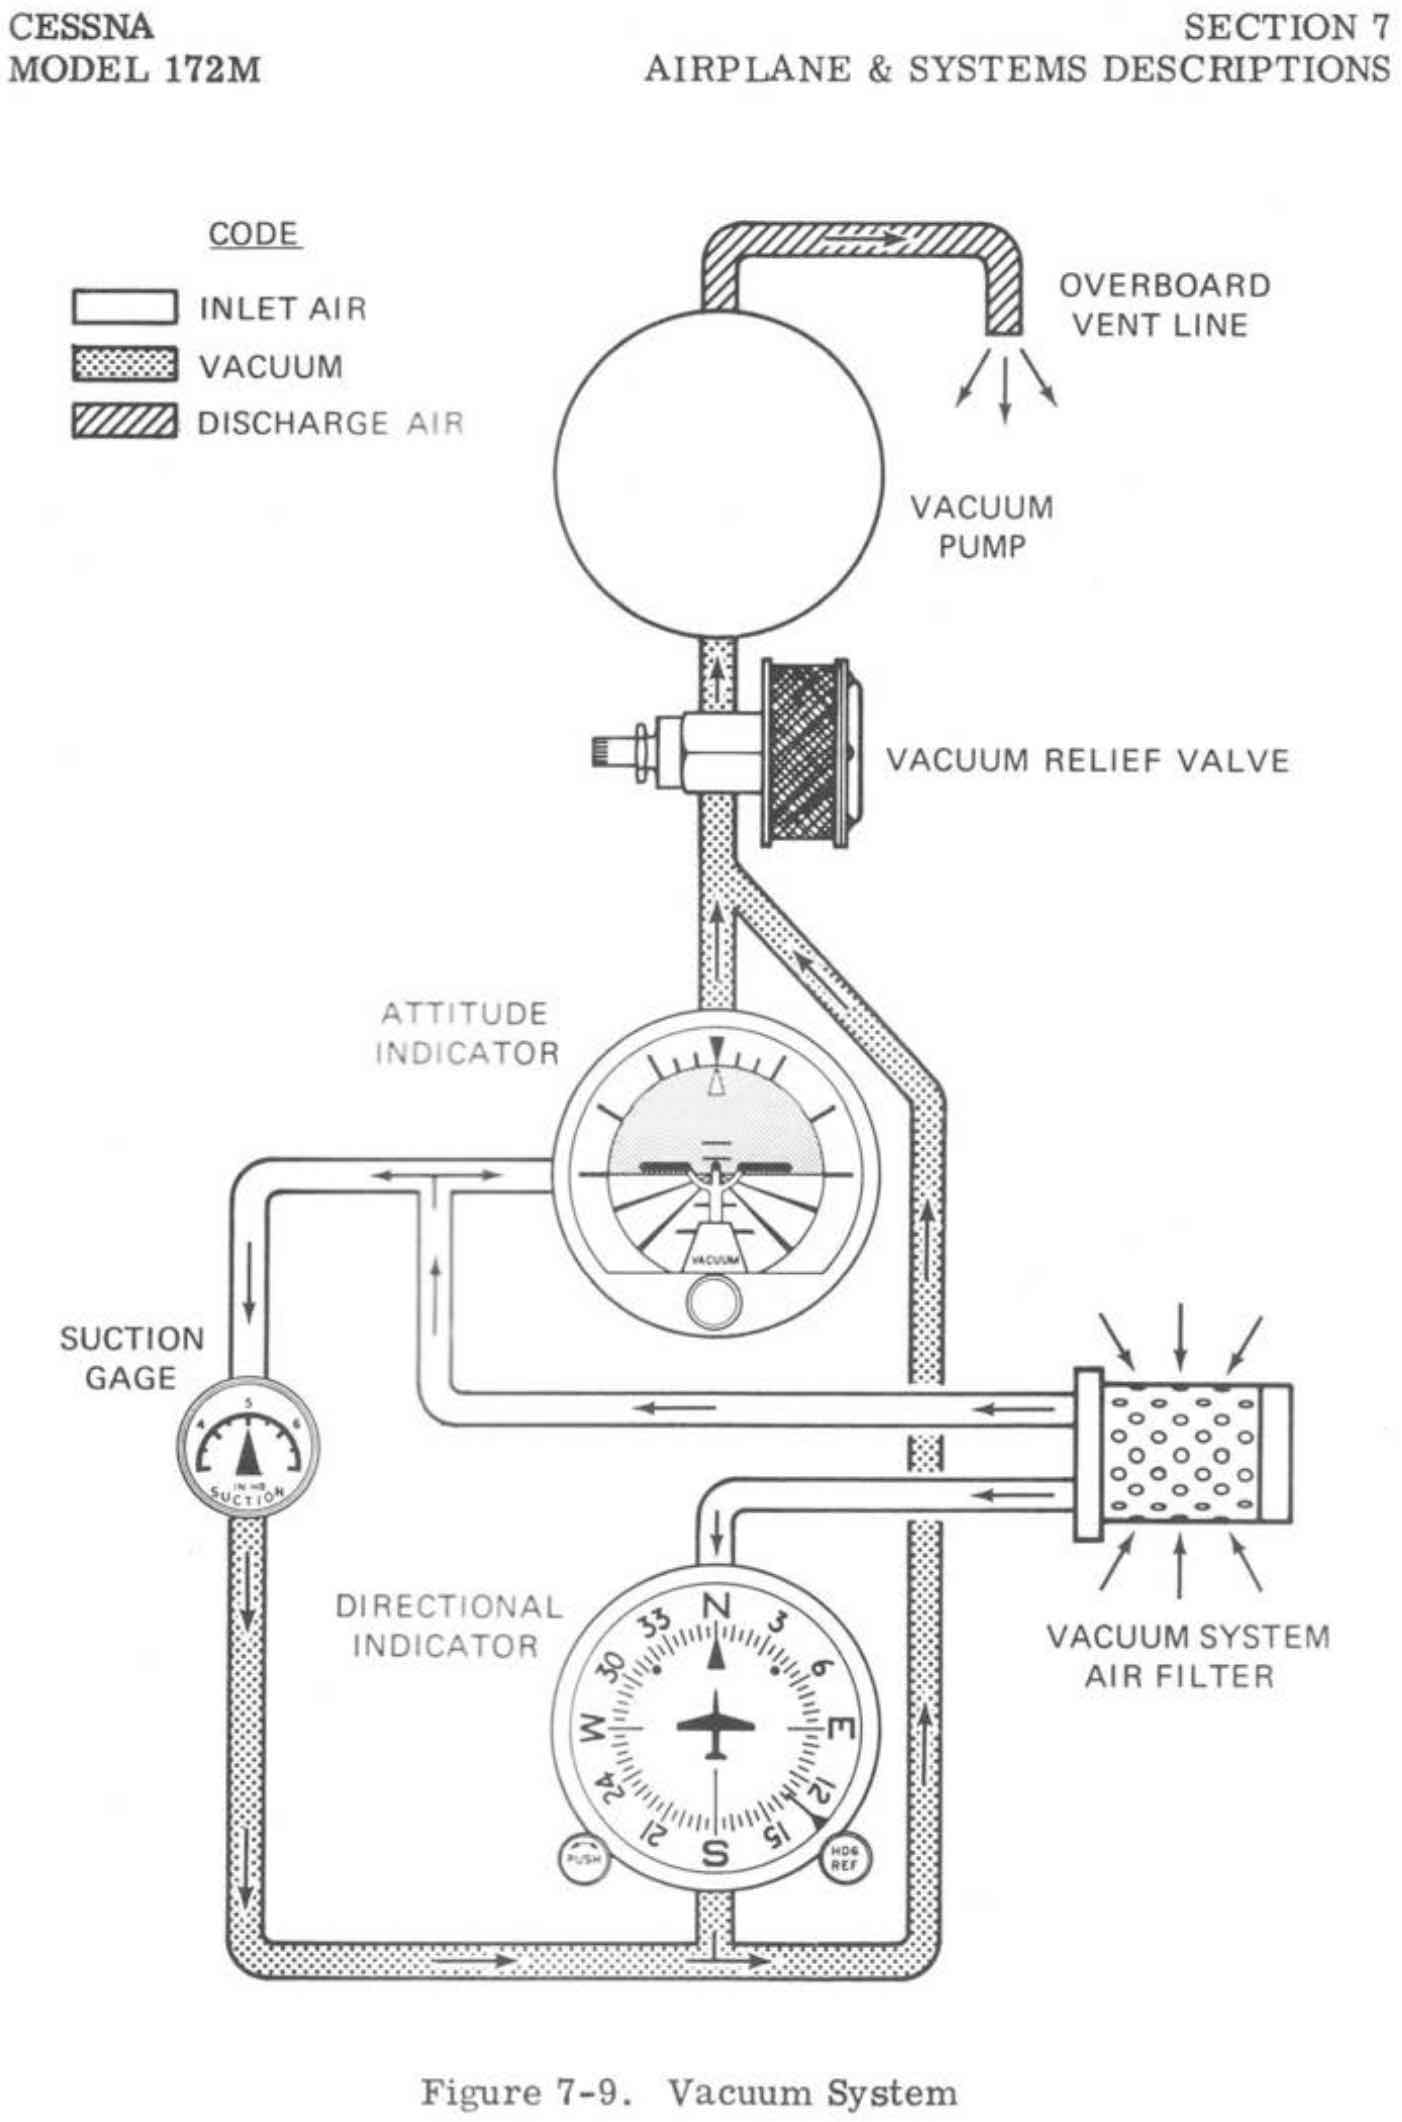 CESSNA
MODEL 172M
SECTION 7
AIRPLANE & SYSTEMS DESCRIPTIONS
CODE
INLET AIR
VACUUM
DISCHARGE AIR
OVERBOARD
VENT LINE
VACUUM
PUMP
VACUUM RELIEF VALVE
ATTITUDE
INDICATOR
VACUUM
SUCTION
GAGE
4 5 6
IN HG
SUCTION
VACUUM SYSTEM
AIR FILTER
DIRECTIONAL
INDICATOR
N 3 6 E 12 15 S 21 24 W 30 33
PUSH
HDG
REF
Figure 7-9. Vacuum System